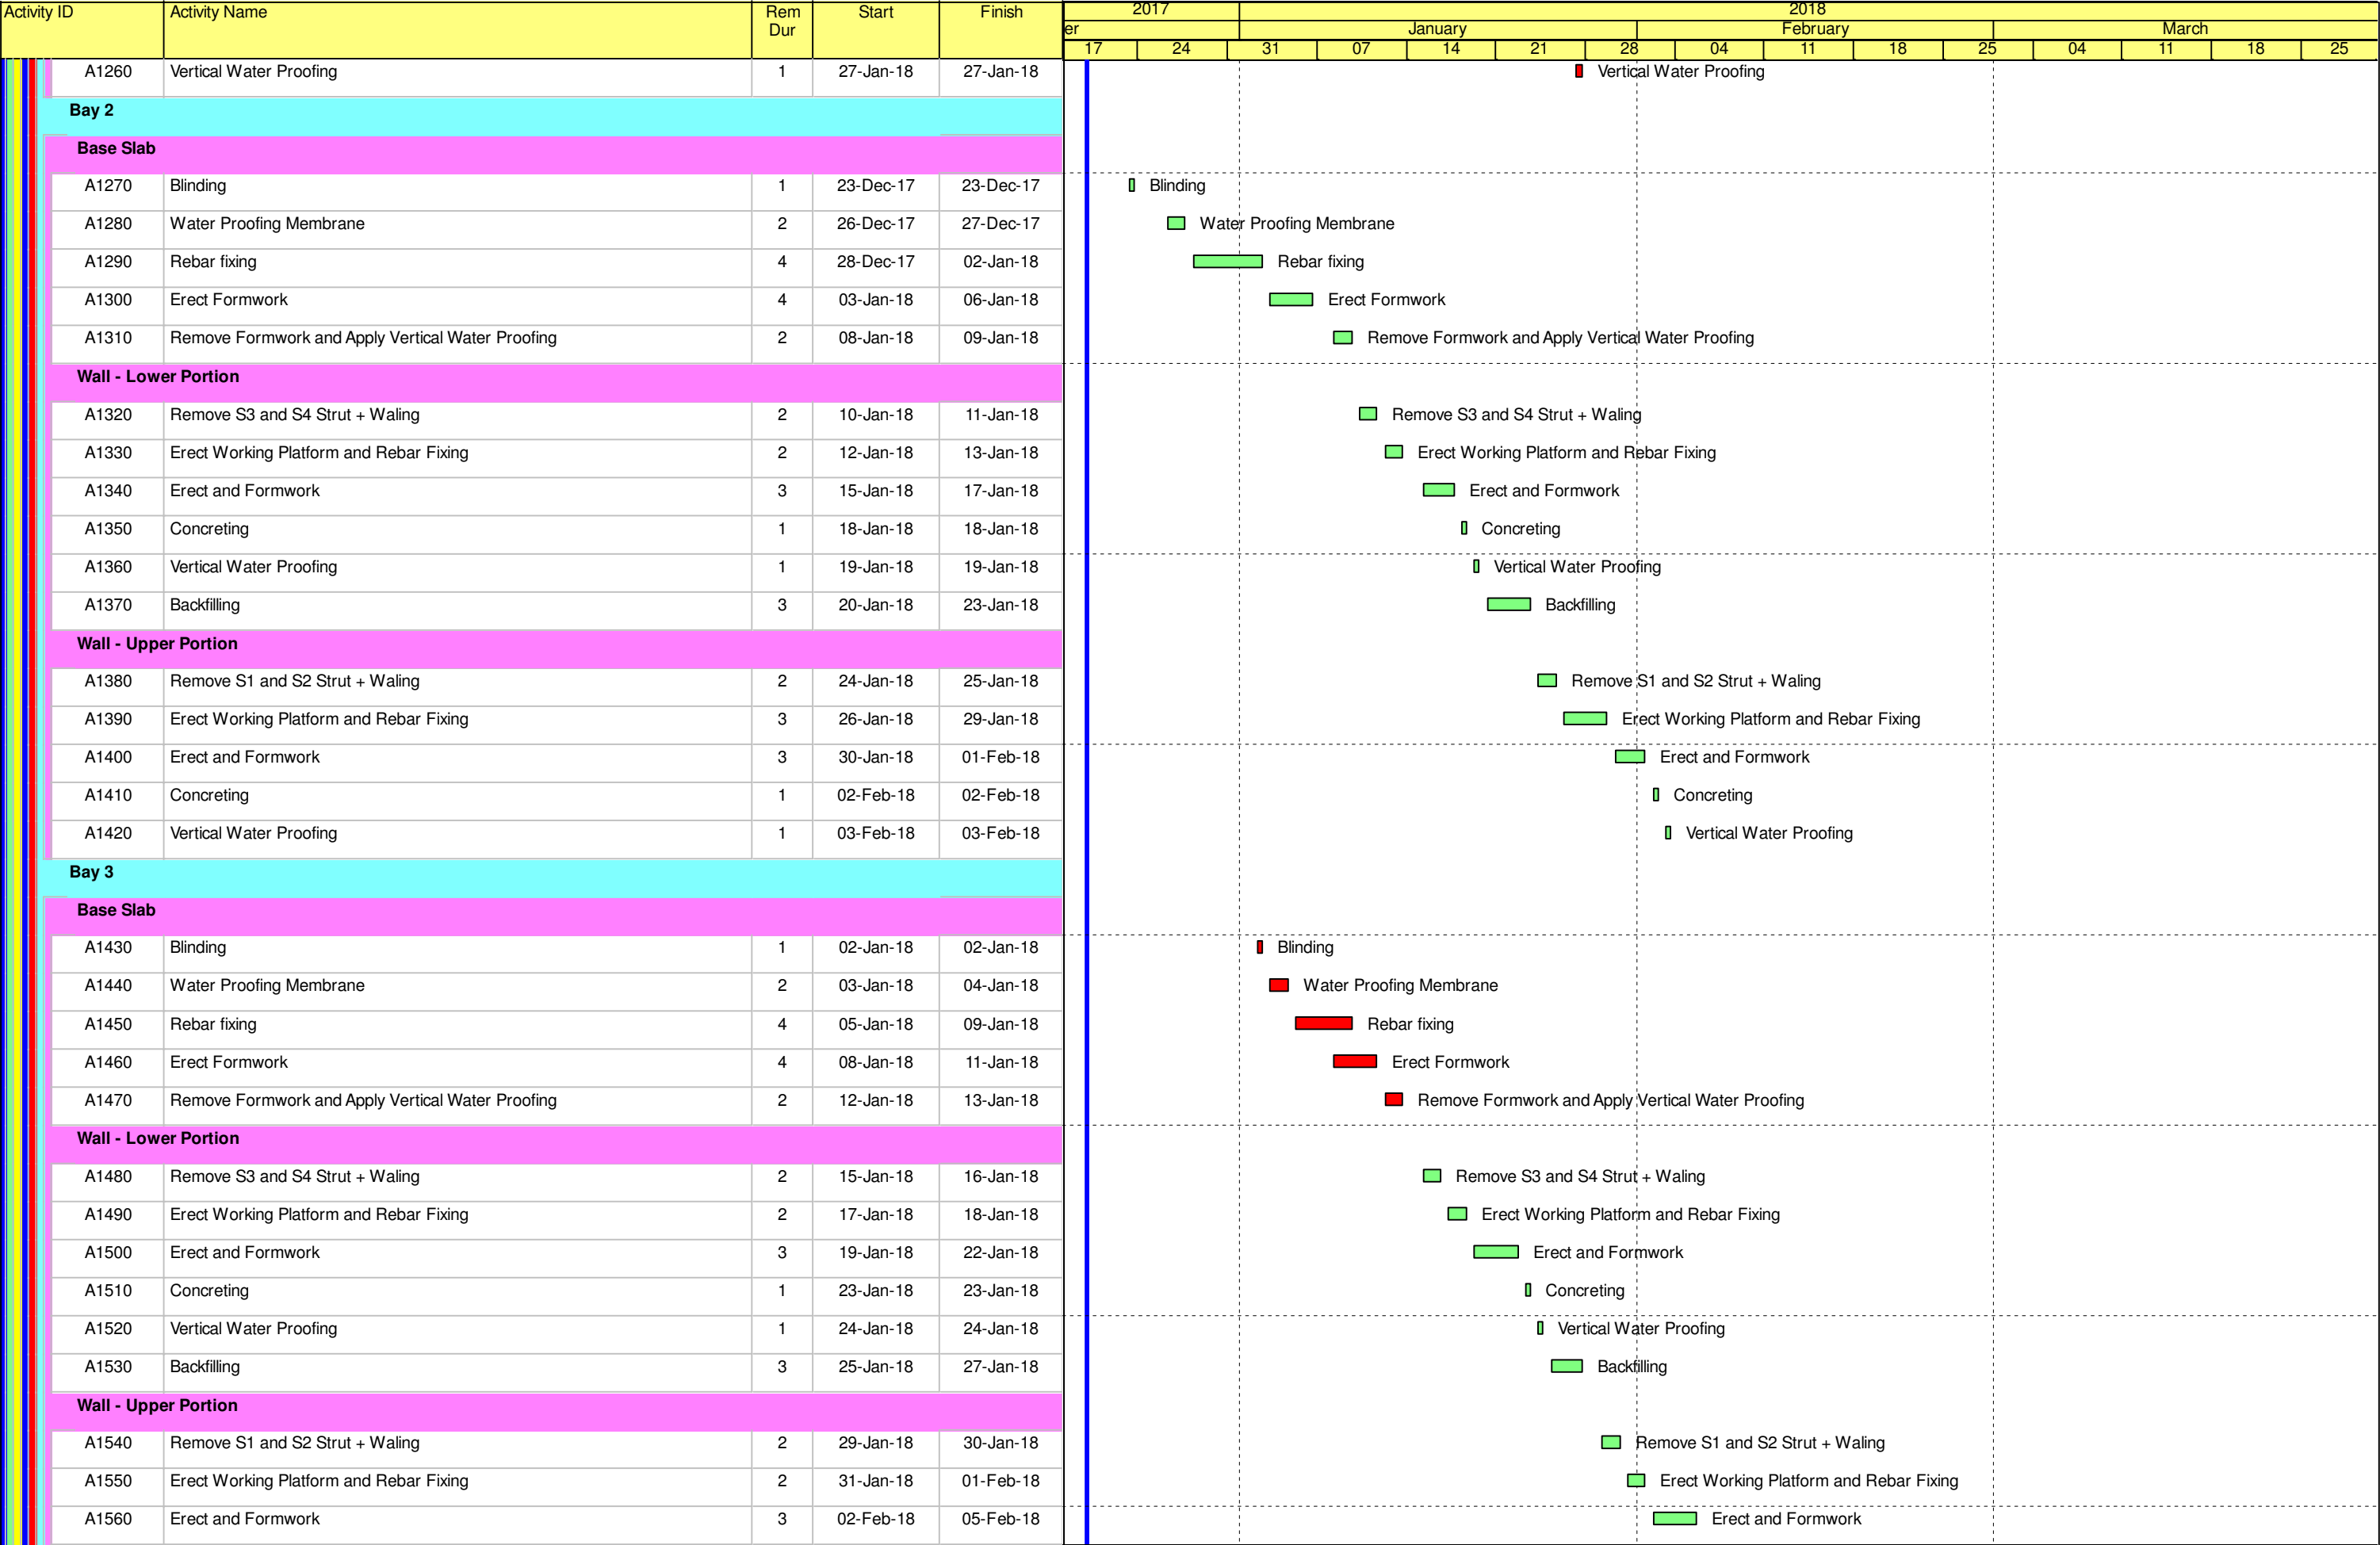 Activity ID Activity Name Rem Dur Start Finish 2017 2018
er January February March
17 24 31 07 14 21 28 04 11 18 25 04 11 18 25
A1260 Vertical Water Proofing 1 27-Jan-18 27-Jan-18 Vertical Water Proofing
Bay 2
Base Slab
A1270 Blinding 1 23-Dec-17 23-Dec-17 Blinding
A1280 Water Proofing Membrane 2 26-Dec-17 27-Dec-17 Water Proofing Membrane
A1290 Rebar fixing 4 28-Dec-17 02-Jan-18 Rebar fixing
A1300 Erect Formwork 4 03-Jan-18 06-Jan-18 Erect Formwork
A1310 Remove Formwork and Apply Vertical Water Proofing 2 08-Jan-18 09-Jan-18 Remove Formwork and Apply Vertical Water Proofing
Wall - Lower Portion
A1320 Remove S3 and S4 Strut + Waling 2 10-Jan-18 11-Jan-18 Remove S3 and S4 Strut + Waling
A1330 Erect Working Platform and Rebar Fixing 2 12-Jan-18 13-Jan-18 Erect Working Platform and Rebar Fixing
A1340 Erect and Formwork 3 15-Jan-18 17-Jan-18 Erect and Formwork
A1350 Concreting 1 18-Jan-18 18-Jan-18 Concreting
A1360 Vertical Water Proofing 1 19-Jan-18 19-Jan-18 Vertical Water Proofing
A1370 Backfilling 3 20-Jan-18 23-Jan-18 Backfilling
Wall - Upper Portion
A1380 Remove S1 and S2 Strut + Waling 2 24-Jan-18 25-Jan-18 Remove S1 and S2 Strut + Waling
A1390 Erect Working Platform and Rebar Fixing 3 26-Jan-18 29-Jan-18 Erect Working Platform and Rebar Fixing
A1400 Erect and Formwork 3 30-Jan-18 01-Feb-18 Erect and Formwork
A1410 Concreting 1 02-Feb-18 02-Feb-18 Concreting
A1420 Vertical Water Proofing 1 03-Feb-18 03-Feb-18 Vertical Water Proofing
Bay 3
Base Slab
A1430 Blinding 1 02-Jan-18 02-Jan-18 Blinding
A1440 Water Proofing Membrane 2 03-Jan-18 04-Jan-18 Water Proofing Membrane
A1450 Rebar fixing 4 05-Jan-18 09-Jan-18 Rebar fixing
A1460 Erect Formwork 4 08-Jan-18 11-Jan-18 Erect Formwork
A1470 Remove Formwork and Apply Vertical Water Proofing 2 12-Jan-18 13-Jan-18 Remove Formwork and Apply Vertical Water Proofing
Wall - Lower Portion
A1480 Remove S3 and S4 Strut + Waling 2 15-Jan-18 16-Jan-18 Remove S3 and S4 Strut + Waling
A1490 Erect Working Platform and Rebar Fixing 2 17-Jan-18 18-Jan-18 Erect Working Platform and Rebar Fixing
A1500 Erect and Formwork 3 19-Jan-18 22-Jan-18 Erect and Formwork
A1510 Concreting 1 23-Jan-18 23-Jan-18 Concreting
A1520 Vertical Water Proofing 1 24-Jan-18 24-Jan-18 Vertical Water Proofing
A1530 Backfilling 3 25-Jan-18 27-Jan-18 Backfilling
Wall - Upper Portion
A1540 Remove S1 and S2 Strut + Waling 2 29-Jan-18 30-Jan-18 Remove S1 and S2 Strut + Waling
A1550 Erect Working Platform and Rebar Fixing 2 31-Jan-18 01-Feb-18 Erect Working Platform and Rebar Fixing
A1560 Erect and Formwork 3 02-Feb-18 05-Feb-18 Erect and Formwork